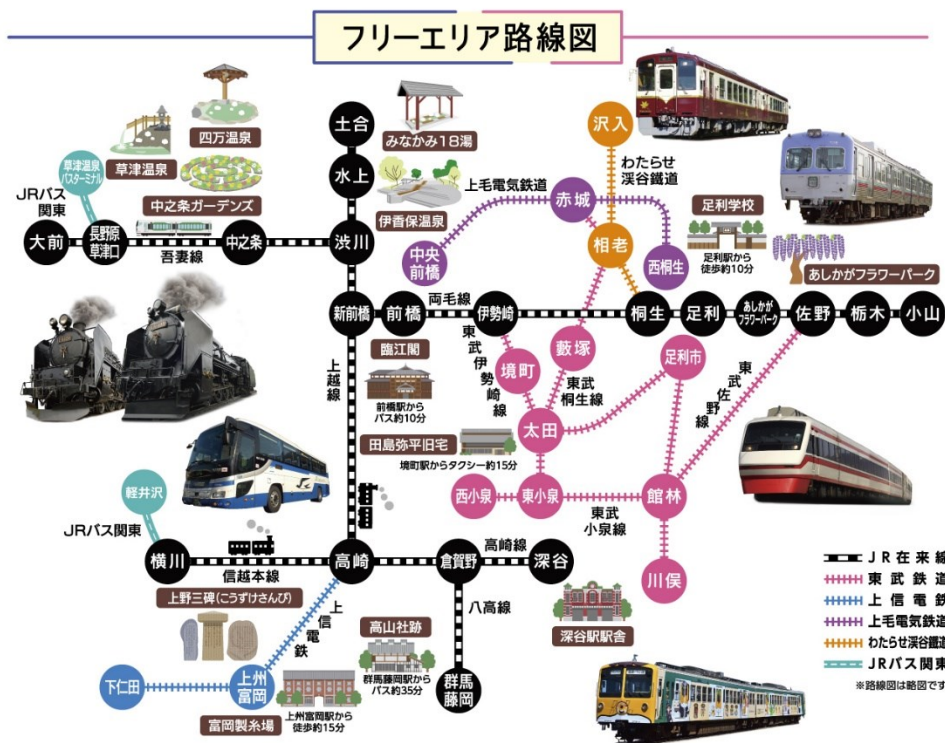 フリーエリア路線図
四万温泉
草津温泉
草津温泉
バスターミナル
JRバス
関東
中之条ガーデンズ
大前
長野原
草津口
吾妻線
中之条
渋川
土合
水上
みなかみ18湯
伊香保温泉
沢入
わたらせ
渓谷鐵道
上毛電気鉄道
赤城
中央
前橋
相老
西桐生
足利学校
足利駅から
徒歩約10分
あしかがフラワーパーク
新前橋
前橋
両毛線
伊勢崎
桐生
足利
あしかが
フラワーパーク
佐野
栃木
小山
上越線
臨江閣
前橋駅から
バス約10分
東武伊勢崎線
境町
藪塚
東武
桐生線
足利市
東武佐野線
太田
田島弥平旧宅
境町駅からタクシー約15分
西小泉
東小泉
館林
東武
小泉線
川俣
軽井沢
JRバス関東
横川
信越本線
高崎
倉賀野
高崎線
深谷
八高線
上野三碑(こうずけさんぴ)
上信電鉄
高山社跡
群馬藤岡駅から
バス約35分
深谷駅駅舎
下仁田
上州
富岡
上州富岡駅から
徒歩約15分
富岡製糸場
群馬
藤岡
JR在来線
東武鉄道
上信電鉄
上毛電気鉄道
わたらせ渓谷鐵道
JRバス関東
※路線図は略図です